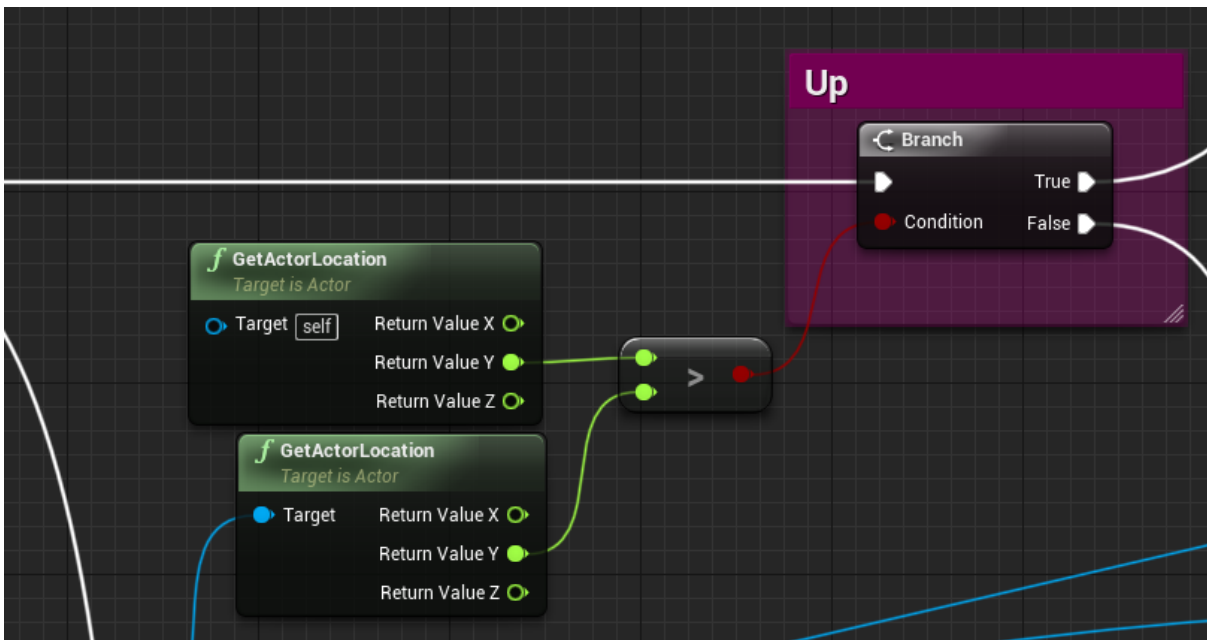 Up
Branch
True
Condition
False
f GetActorLocation
Target is Actor
Target self
Return Value X
Return Value Y
Return Value Z
>
f GetActorLocation
Target is Actor
Target
Return Value X
Return Value Y
Return Value Z